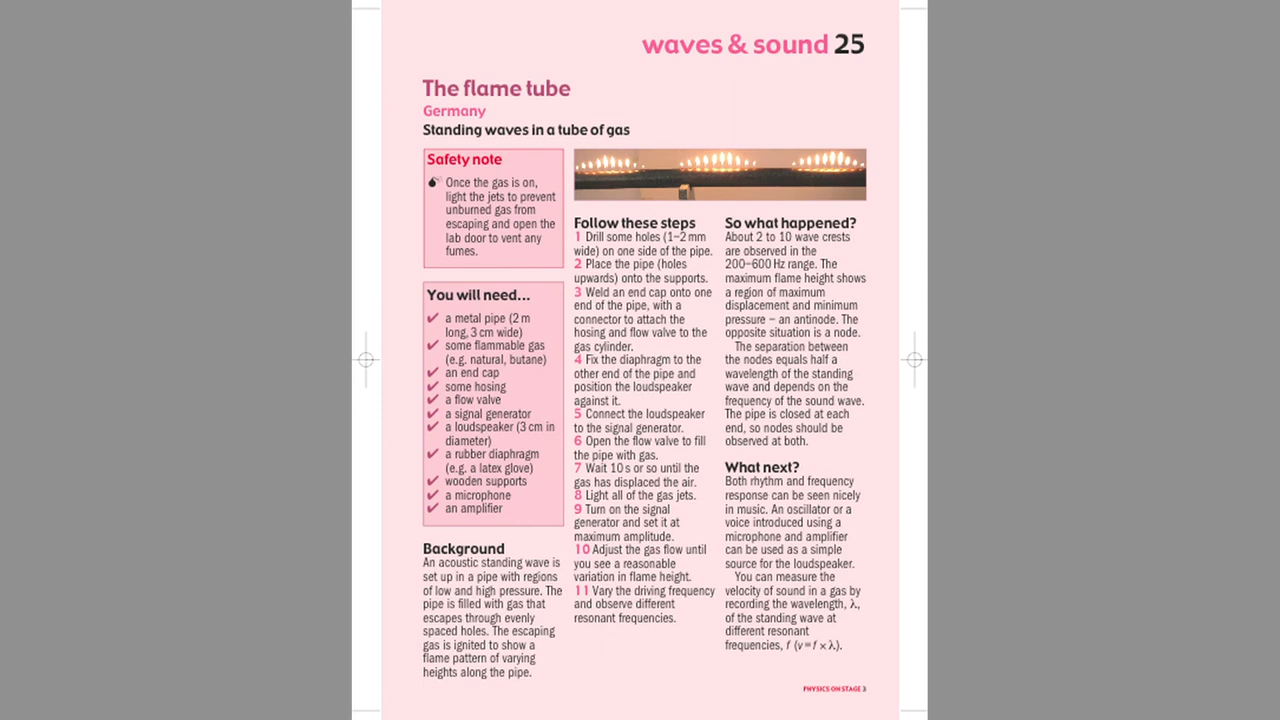 waves & sound 25
The flame tube
Germany
Standing waves in a tube of gas
Safety note
Once the gas is on,
light the jets to prevent
unburned gas from
escaping and open the
lab door to vent any
fumes.
You will need...
✔ a metal pipe (2 m
long, 3 cm wide)
✔ some flammable gas
(e.g. natural, butane)
✔ an end cap
✔ some hosing
✔ a flow valve
✔ a signal generator
✔ a loudspeaker (3 cm in
diameter)
✔ a rubber diaphragm
(e.g. a latex glove)
✔ wooden supports
✔ a microphone
✔ an amplifier
Background
An acoustic standing wave is
set up in a pipe with regions
of low and high pressure. The
pipe is filled with gas that
escapes through evenly
spaced holes. The escaping
gas is ignited to show a
flame pattern of varying
heights along the pipe.
Follow these steps
1 Drill some holes (1–2 mm
wide) on one side of the pipe.
2 Place the pipe (holes
upwards) onto the supports.
3 Weld an end cap onto one
end of the pipe, with a
connector to attach the
hosing and flow valve to the
gas cylinder.
4 Fix the diaphragm to the
other end of the pipe and
position the loudspeaker
against it.
5 Connect the loudspeaker
to the signal generator.
6 Open the flow valve to fill
the pipe with gas.
7 Wait 10 s or so until the
gas has displaced the air.
8 Light all of the gas jets.
9 Turn on the signal
generator and set it at
maximum amplitude.
10 Adjust the gas flow until
you see a reasonable
variation in flame height.
11 Vary the driving frequency
and observe different
resonant frequencies.
So what happened?
About 2 to 10 wave crests
are observed in the
200–600 Hz range. The
maximum flame height shows
a region of maximum
displacement and minimum
pressure – an antinode. The
opposite situation is a node.
The separation between
the nodes equals half a
wavelength of the standing
wave and depends on the
frequency of the sound wave.
The pipe is closed at each
end, so nodes should be
observed at both.
What next?
Both rhythm and frequency
response can be seen nicely
in music. An oscillator or a
voice introduced using a
microphone and amplifier
can be used as a simple
source for the loudspeaker.
You can measure the
velocity of sound in a gas by
recording the wavelength, λ,
of the standing wave at
different resonant
frequencies, f (v = f × λ).
PHYSICS ON STAGE 3